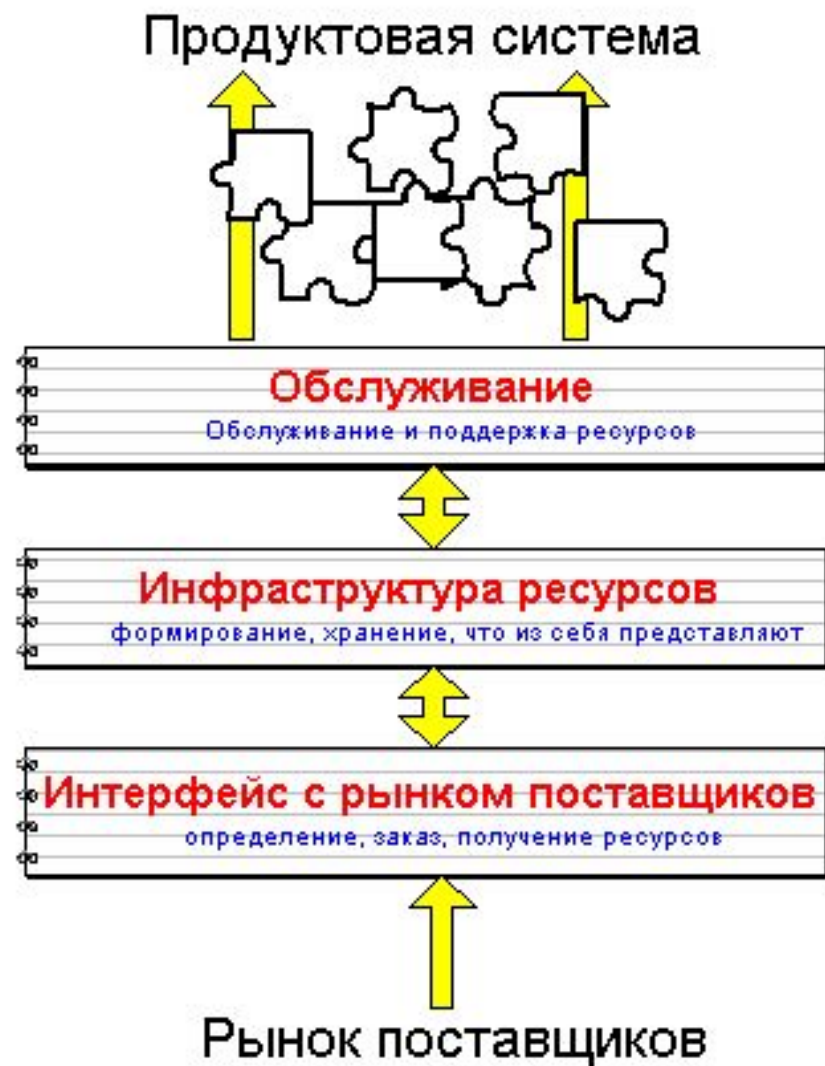 Продуктовая система
Обслуживание
Обслуживание и поддержка ресурсов
Инфраструктура ресурсов
формирование, хранение, что из себя представляют
Интерфейс с рынком поставщиков
определение, заказ, получение ресурсов
Рынок поставщиков